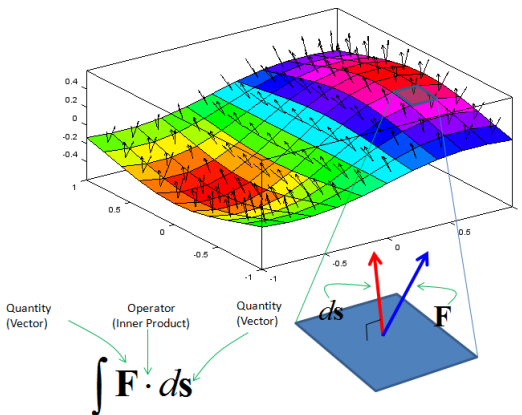 0.4
0.2
0
-0.2
-0.4
1
0.5
0
-0.5
-1
-1
-0.5
0
0.5
ds
F
Quantity
(Vector)
Operator
(Inner Product)
Quantity
(Vector)
∫ F · ds